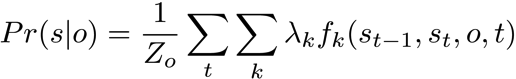 Pr(s|o) = \frac{1}{Z_o} \sum_t \sum_k \lambda_k f_k(s_{t-1}, s_t, o, t)